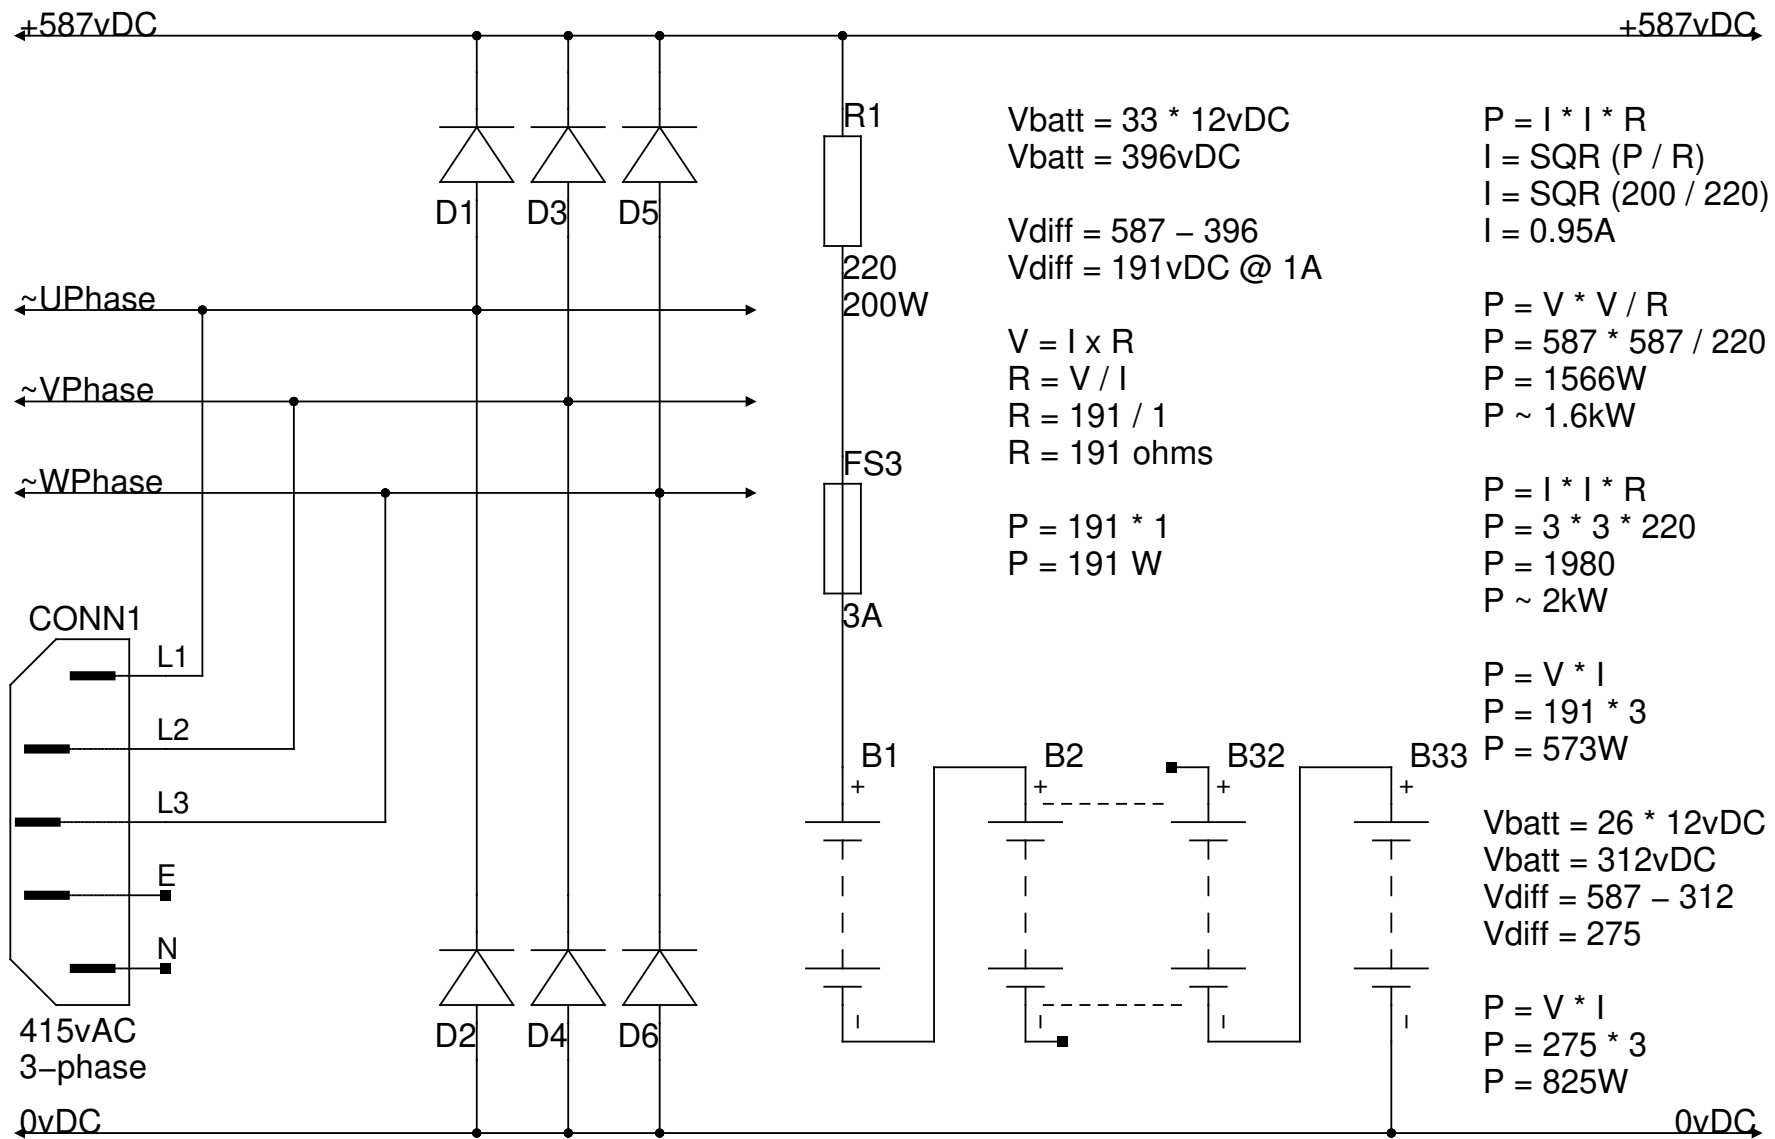 +587vDC
+587vDC
R1
D1
D3
D5
220
200W
~UPhase
~VPhase
~WPhase
FS3
3A
CONN1
L1
L2
L3
E
N
415vAC
3–phase
B1
+
B2
+
B32
+
B33
+
–
–
–
–
D2
D4
D6
0vDC
0vDC
Vbatt = 33 * 12vDC
Vbatt = 396vDC
Vdiff = 587 – 396
Vdiff = 191vDC @ 1A
V = I x R
R = V / I
R = 191 / 1
R = 191 ohms
P = 191 * 1
P = 191 W
P = I * I * R
I = SQR (P / R)
I = SQR (200 / 220)
I = 0.95A
P = V * V / R
P = 587 * 587 / 220
P = 1566W
P ~ 1.6kW
P = I * I * R
P = 3 * 3 * 220
P = 1980
P ~ 2kW
P = V * I
P = 191 * 3
P = 573W
Vbatt = 26 * 12vDC
Vbatt = 312vDC
Vdiff = 587 – 312
Vdiff = 275
P = V * I
P = 275 * 3
P = 825W